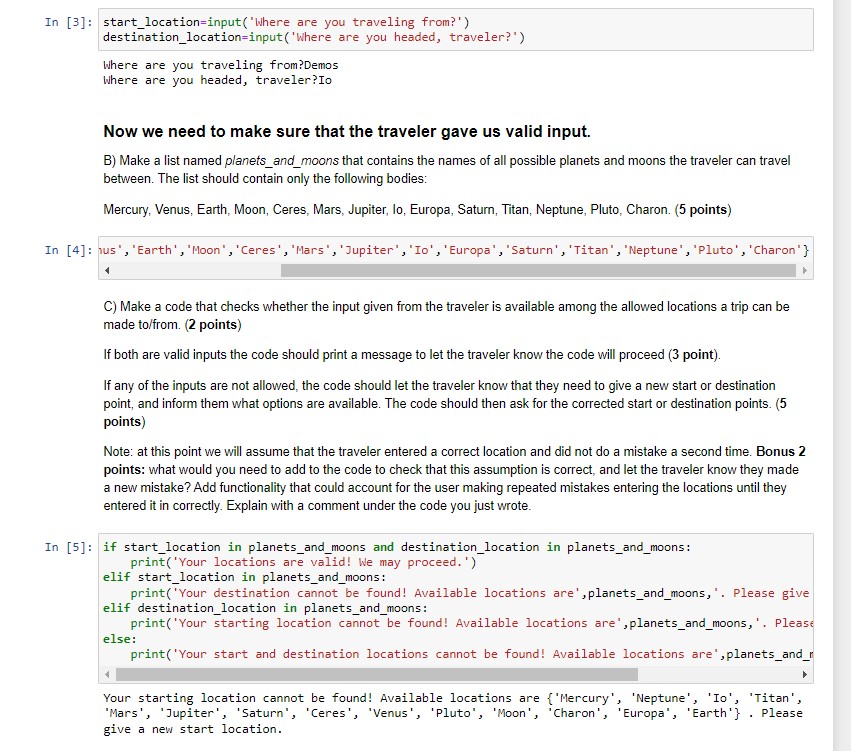 In [3]: start_location=input('Where are you traveling from?')
destination_location=input('Where are you headed, traveler?')
Where are you traveling from?Demos
Where are you headed, traveler?Io
Now we need to make sure that the traveler gave us valid input.
B) Make a list named planets_and_moons that contains the names of all possible planets and moons the traveler can travel
between. The list should contain only the following bodies:
Mercury, Venus, Earth, Moon, Ceres, Mars, Jupiter, Io, Europa, Saturn, Titan, Neptune, Pluto, Charon. (5 points)
In [4]: nus','Earth','Moon','Ceres','Mars','Jupiter','Io','Europa','Saturn','Titan','Neptune','Pluto','Charon'}
C) Make a code that checks whether the input given from the traveler is available among the allowed locations a trip can be
made to/from. (2 points)
If both are valid inputs the code should print a message to let the traveler know the code will proceed (3 point).
If any of the inputs are not allowed, the code should let the traveler know that they need to give a new start or destination
point, and inform them what options are available. The code should then ask for the corrected start or destination points. (5
points)
Note: at this point we will assume that the traveler entered a correct location and did not do a mistake a second time. Bonus 2
points: what would you need to add to the code to check that this assumption is correct, and let the traveler know they made
a new mistake? Add functionality that could account for the user making repeated mistakes entering the locations until they
entered it in correctly. Explain with a comment under the code you just wrote.
In [5]: if start_location in planets_and_moons and destination_location in planets_and_moons:
print('Your locations are valid! We may proceed.')
elif start_location in planets_and_moons:
print('Your destination cannot be found! Available locations are',planets_and_moons,'. Please give
elif destination_location in planets_and_moons:
print('Your starting location cannot be found! Available locations are',planets_and_moons,'. Please
else:
print('Your start and destination locations cannot be found! Available locations are',planets_and_m
Your starting location cannot be found! Available locations are {'Mercury', 'Neptune', 'Io', 'Titan',
'Mars', 'Jupiter', 'Saturn', 'Ceres', 'Venus', 'Pluto', 'Moon', 'Charon', 'Europa', 'Earth'} . Please
give a new start location.